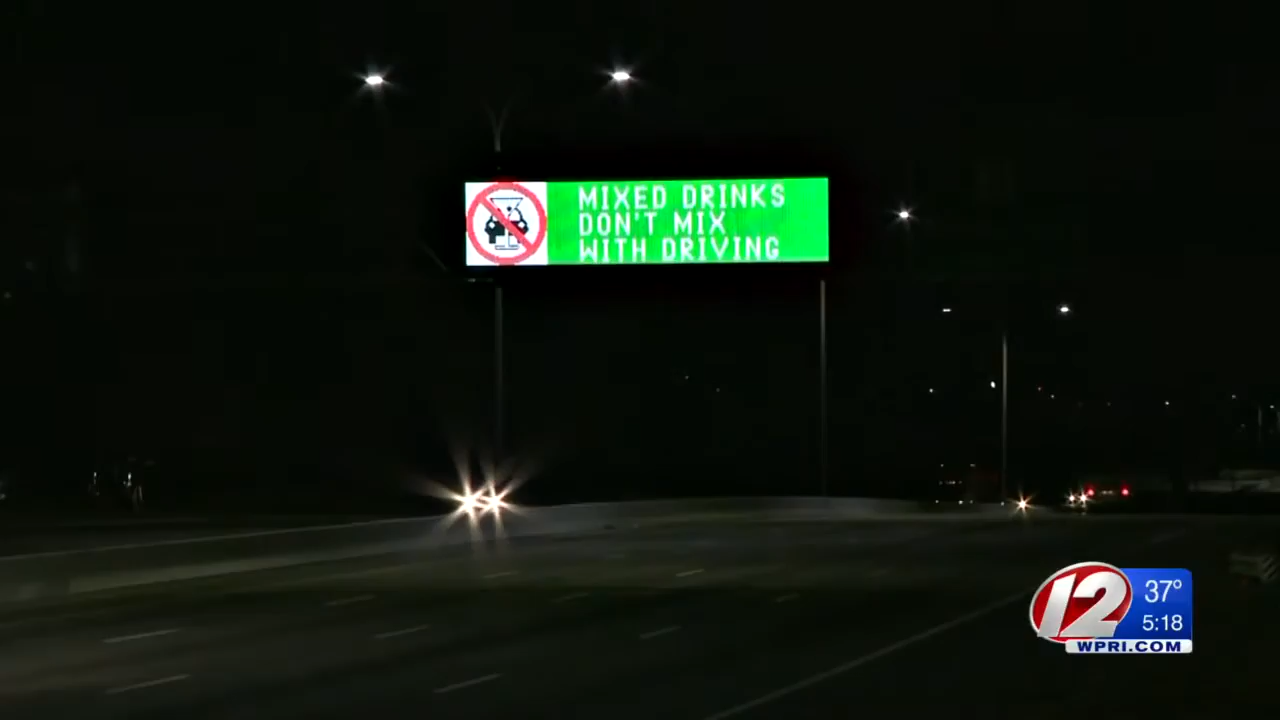 MIXED DRINKS
DON'T MIX
WITH DRIVING
12
37°
5:18
WPRI.COM